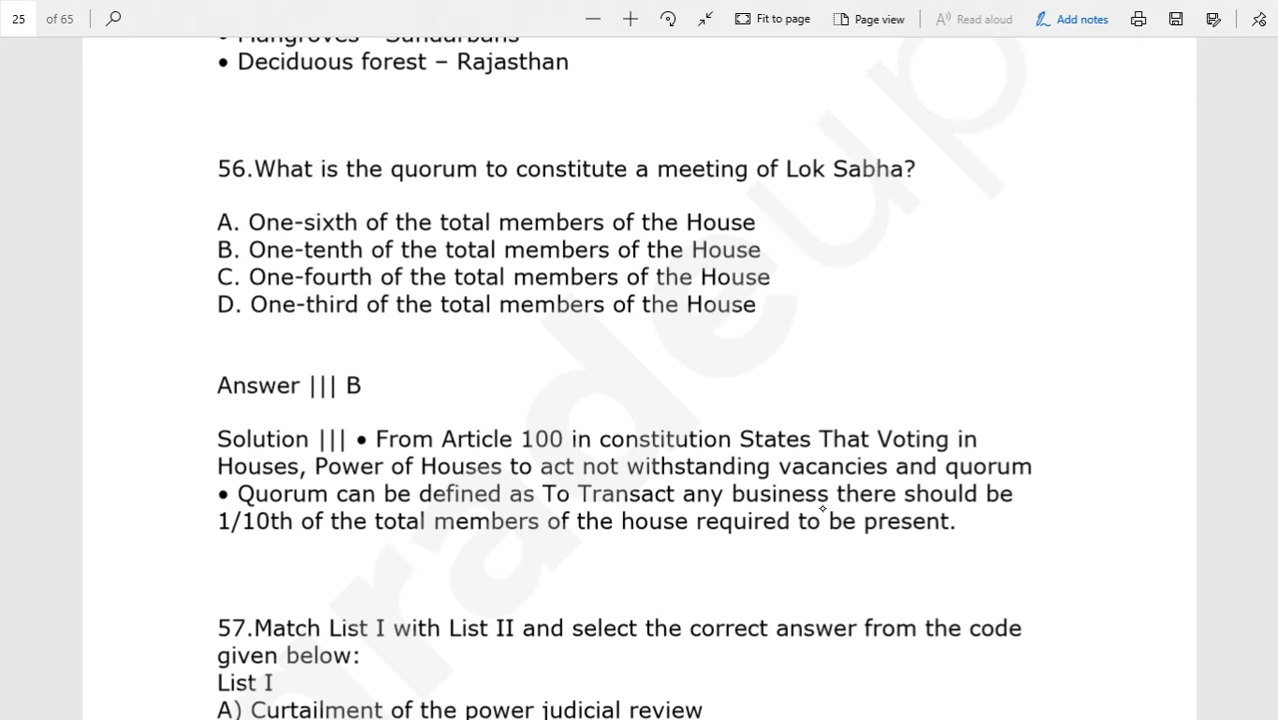 25 of 65 Fit to page Page view Read aloud Add notes
• Mangroves – Sundarbans
• Deciduous forest – Rajasthan
56.What is the quorum to constitute a meeting of Lok Sabha?
A. One-sixth of the total members of the House
B. One-tenth of the total members of the House
C. One-fourth of the total members of the House
D. One-third of the total members of the House
Answer ||| B
Solution ||| • From Article 100 in constitution States That Voting in
Houses, Power of Houses to act not withstanding vacancies and quorum
• Quorum can be defined as To Transact any business there should be
1/10th of the total members of the house required to be present.
57.Match List I with List II and select the correct answer from the code
given below:
List I
A) Curtailment of the power judicial review